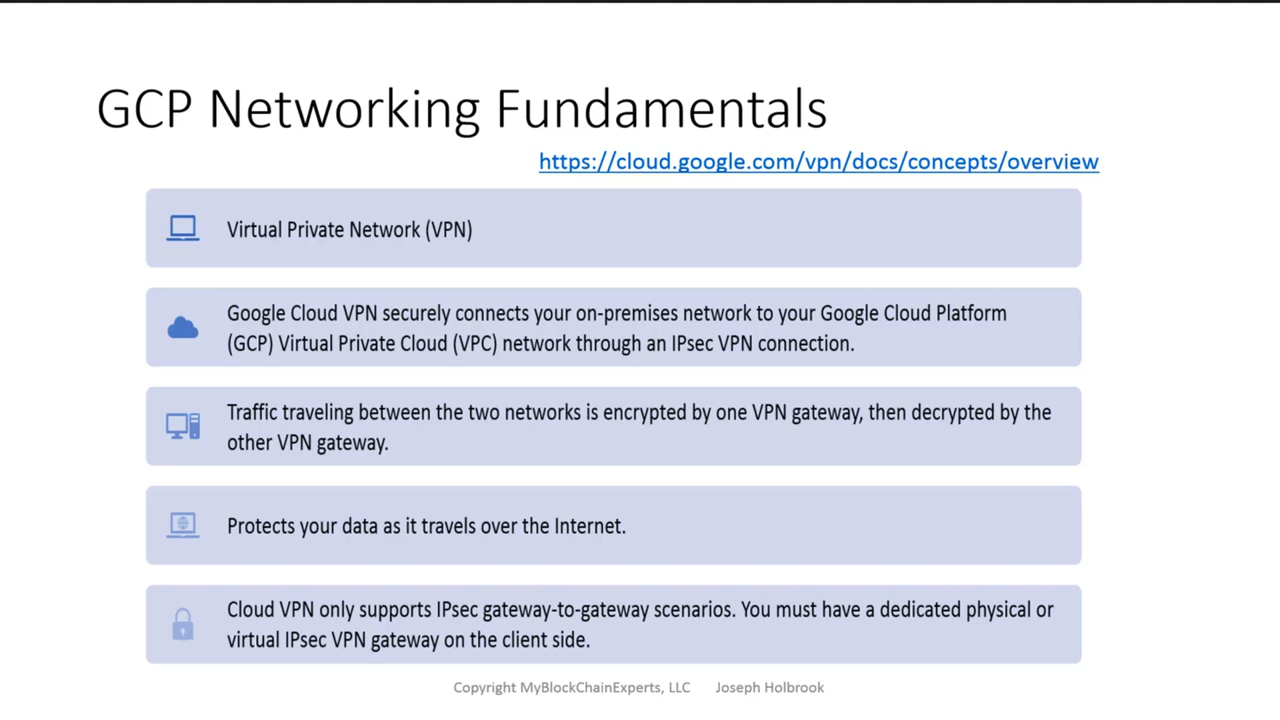 GCP Networking Fundamentals
https://cloud.google.com/vpn/docs/concepts/overview
Virtual Private Network (VPN)
Google Cloud VPN securely connects your on-premises network to your Google Cloud Platform
(GCP) Virtual Private Cloud (VPC) network through an IPsec VPN connection.
Traffic traveling between the two networks is encrypted by one VPN gateway, then decrypted by the
other VPN gateway.
Protects your data as it travels over the Internet.
Cloud VPN only supports IPsec gateway-to-gateway scenarios. You must have a dedicated physical or
virtual IPsec VPN gateway on the client side.
Copyright MyBlockChainExperts, LLC Joseph Holbrook